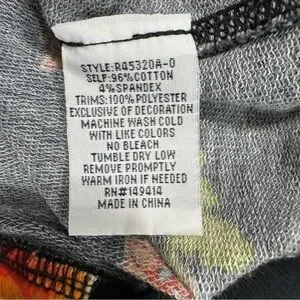 STYLE:R45320A-O
SELF:96%COTTON
4%SPANDEX
TRIMS:100%POLYESTER
EXCLUSIVE OF DECORATION
MACHINE WASH COLD
WITH LIKE COLORS
NO BLEACH
TUMBLE DRY LOW
REMOVE PROMPTLY
WARM IRON IF NEEDED
RN#149414
MADE IN CHINA